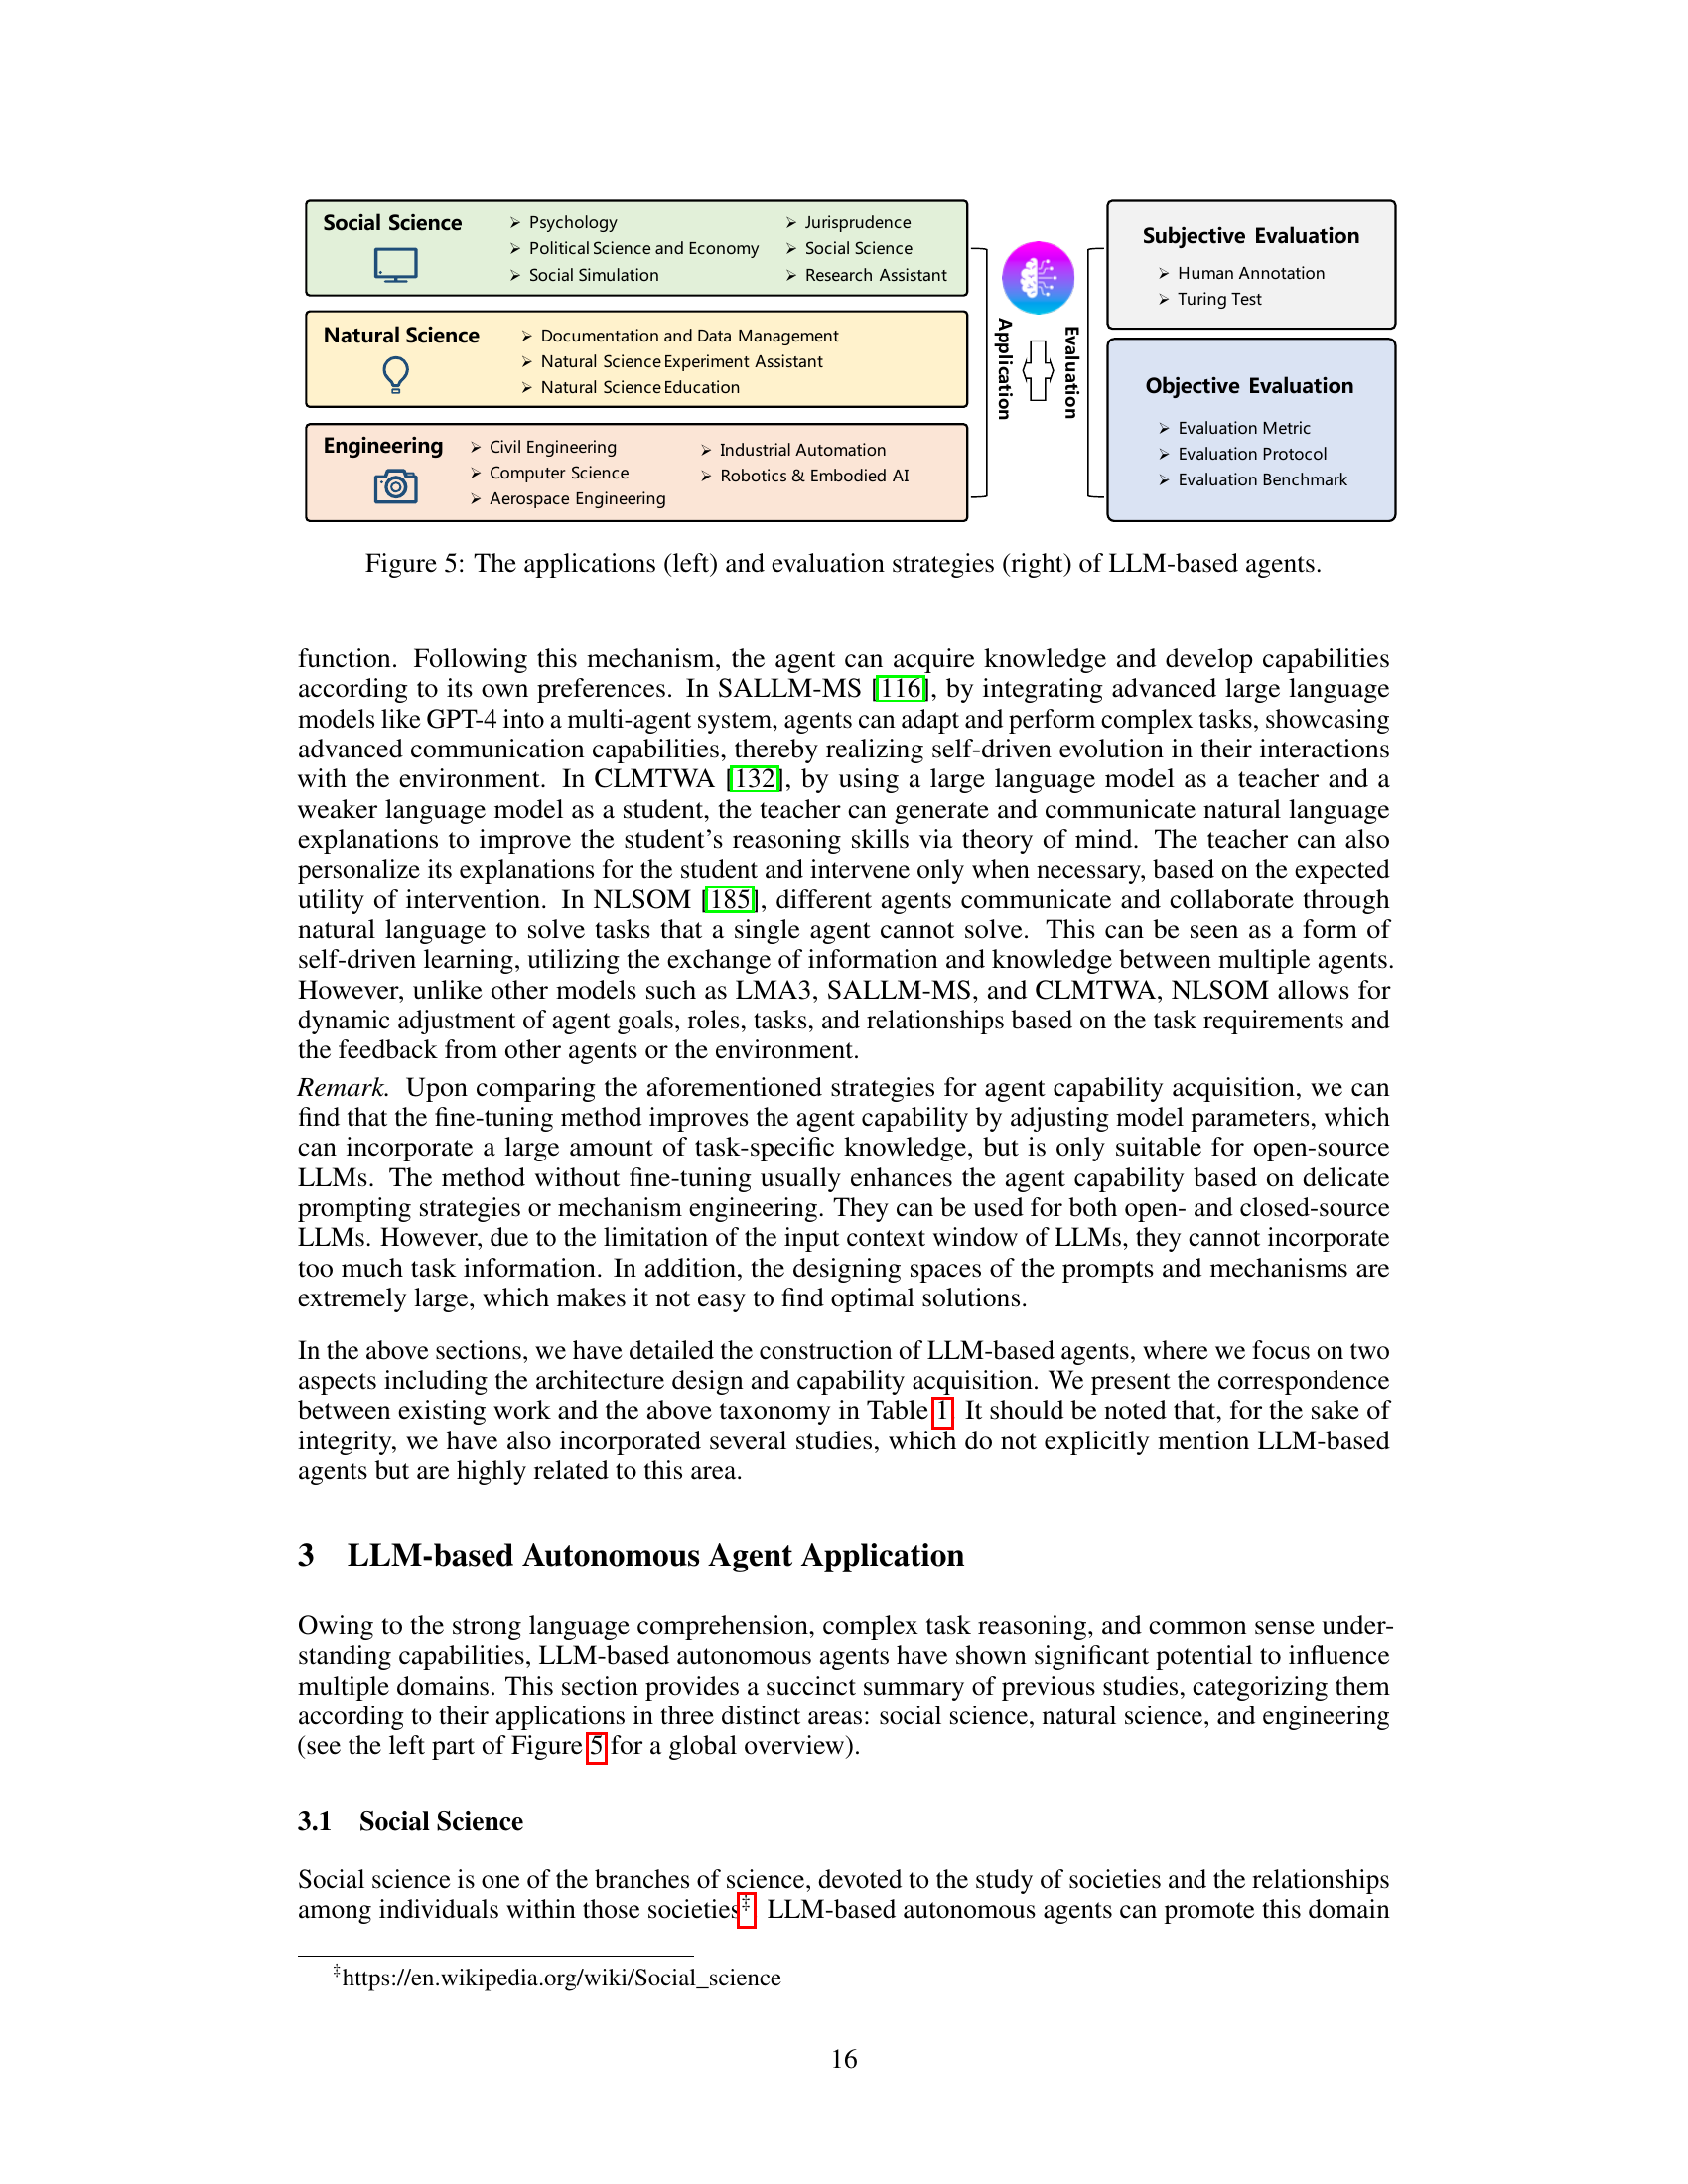 Social Science
➢ Psychology
➢ Political Science and Economy
➢ Social Simulation
➢ Jurisprudence
➢ Social Science
➢ Research Assistant
Natural Science
➢ Documentation and Data Management
➢ Natural Science Experiment Assistant
➢ Natural Science Education
Engineering
➢ Civil Engineering
➢ Computer Science
➢ Aerospace Engineering
➢ Industrial Automation
➢ Robotics & Embodied AI
Application
Evaluation
Subjective Evaluation
➢ Human Annotation
➢ Turing Test
Objective Evaluation
➢ Evaluation Metric
➢ Evaluation Protocol
➢ Evaluation Benchmark
Figure 5: The applications (left) and evaluation strategies (right) of LLM-based agents.
function. Following this mechanism, the agent can acquire knowledge and develop capabilities
according to its own preferences. In SALLM-MS [116], by integrating advanced large language
models like GPT-4 into a multi-agent system, agents can adapt and perform complex tasks, showcasing
advanced communication capabilities, thereby realizing self-driven evolution in their interactions
with the environment. In CLMTWA [132], by using a large language model as a teacher and a
weaker language model as a student, the teacher can generate and communicate natural language
explanations to improve the student's reasoning skills via theory of mind. The teacher can also
personalize its explanations for the student and intervene only when necessary, based on the expected
utility of intervention. In NLSOM [185], different agents communicate and collaborate through
natural language to solve tasks that a single agent cannot solve. This can be seen as a form of
self-driven learning, utilizing the exchange of information and knowledge between multiple agents.
However, unlike other models such as LMA3, SALLM-MS, and CLMTWA, NLSOM allows for
dynamic adjustment of agent goals, roles, tasks, and relationships based on the task requirements and
the feedback from other agents or the environment.
Remark. Upon comparing the aforementioned strategies for agent capability acquisition, we can
find that the fine-tuning method improves the agent capability by adjusting model parameters, which
can incorporate a large amount of task-specific knowledge, but is only suitable for open-source
LLMs. The method without fine-tuning usually enhances the agent capability based on delicate
prompting strategies or mechanism engineering. They can be used for both open- and closed-source
LLMs. However, due to the limitation of the input context window of LLMs, they cannot incorporate
too much task information. In addition, the designing spaces of the prompts and mechanisms are
extremely large, which makes it not easy to find optimal solutions.
In the above sections, we have detailed the construction of LLM-based agents, where we focus on two
aspects including the architecture design and capability acquisition. We present the correspondence
between existing work and the above taxonomy in Table 1. It should be noted that, for the sake of
integrity, we have also incorporated several studies, which do not explicitly mention LLM-based
agents but are highly related to this area.
3 LLM-based Autonomous Agent Application
Owing to the strong language comprehension, complex task reasoning, and common sense under-
standing capabilities, LLM-based autonomous agents have shown significant potential to influence
multiple domains. This section provides a succinct summary of previous studies, categorizing them
according to their applications in three distinct areas: social science, natural science, and engineering
(see the left part of Figure 5 for a global overview).
3.1 Social Science
Social science is one of the branches of science, devoted to the study of societies and the relationships
among individuals within those societies‡. LLM-based autonomous agents can promote this domain
‡https://en.wikipedia.org/wiki/Social_science
16